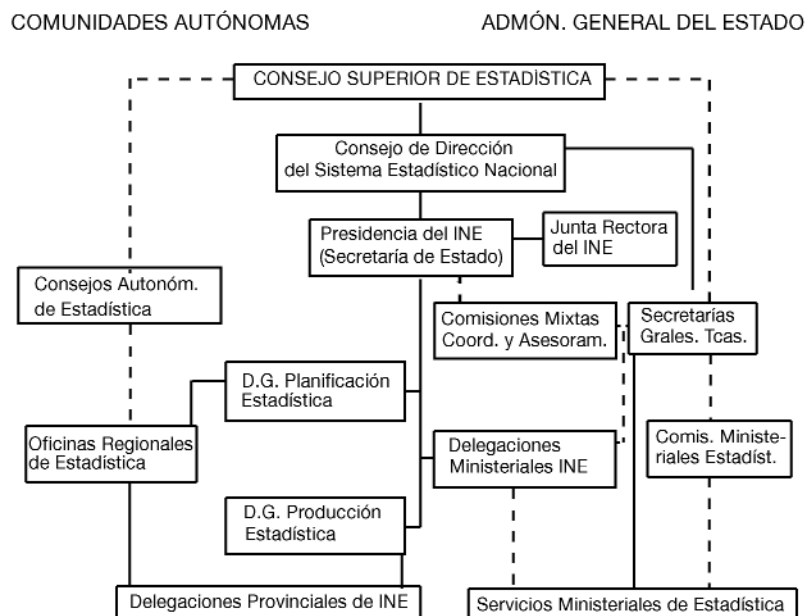 COMUNIDADES AUTÓNOMAS
ADMÓN. GENERAL DEL ESTADO
CONSEJO SUPERIOR DE ESTADÌSTICA
Consejo de Dirección
del Sistema Estadístico Nacional
Presidencia del INE
(Secretaría de Estado)
Junta Rectora
del INE
Consejos Autonóm.
de Estadística
Comisiones Mixtas
Coord. y Asesoram.
Secretarías
Grales. Tcas.
D.G. Planificación
Estadística
Oficinas Regionales
de Estadística
Delegaciones
Ministeriales INE
Comis. Ministe-
riales Estadíst.
D.G. Producción
Estadística
Delegaciones Provinciales de INE
Servicios Ministeriales de Estadística